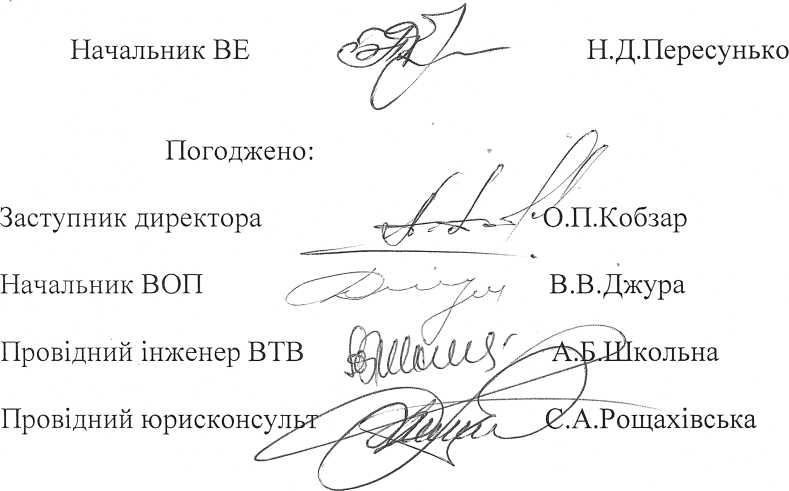 Начальник ВЕ Н.Д.Пересунько
Погоджено:
Заступник директора О.П.Кобзар
Начальник ВОП В.В.Джура
Провідний інженер ВТВ А.Б.Школьна
Провідний юрисконсульт С.А.Рощахівська